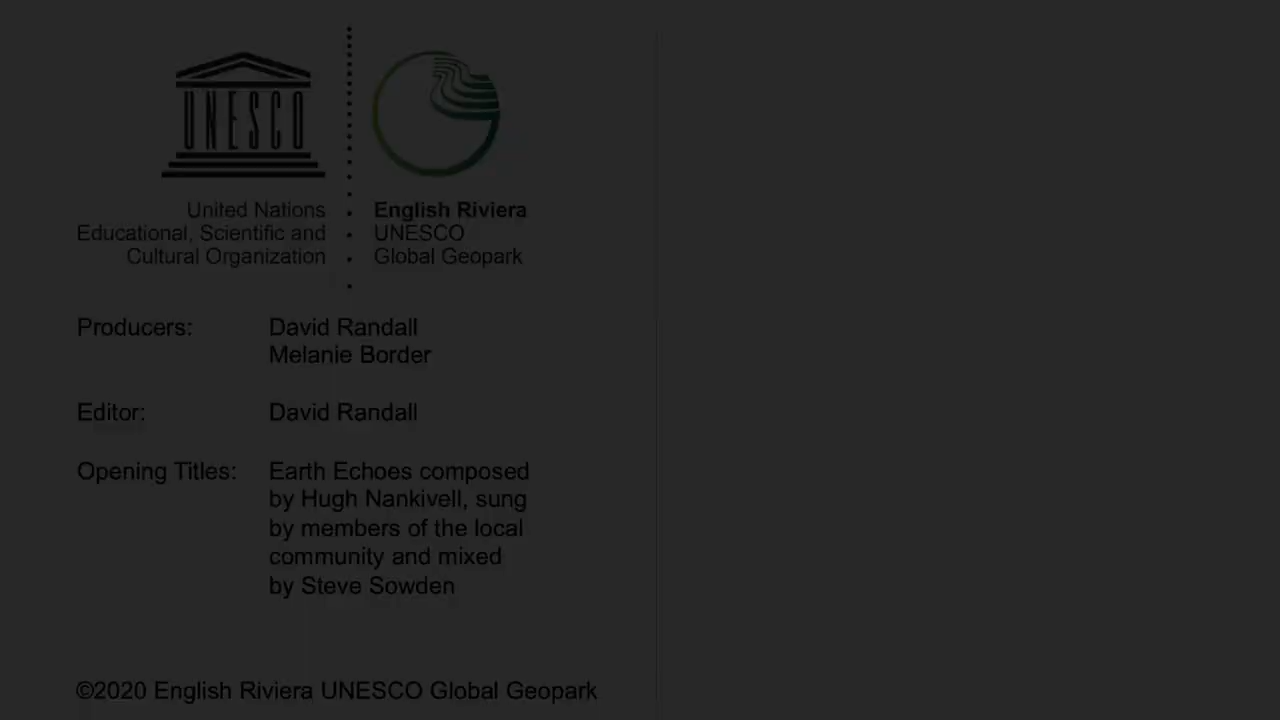 UNESCO
United Nations
Educational, Scientific and
Cultural Organization
English Riviera
UNESCO
Global Geopark
Producers: David Randall
Melanie Border
Editor: David Randall
Opening Titles: Earth Echoes composed
by Hugh Nankivell, sung
by members of the local
community and mixed
by Steve Sowden
©2020 English Riviera UNESCO Global Geopark